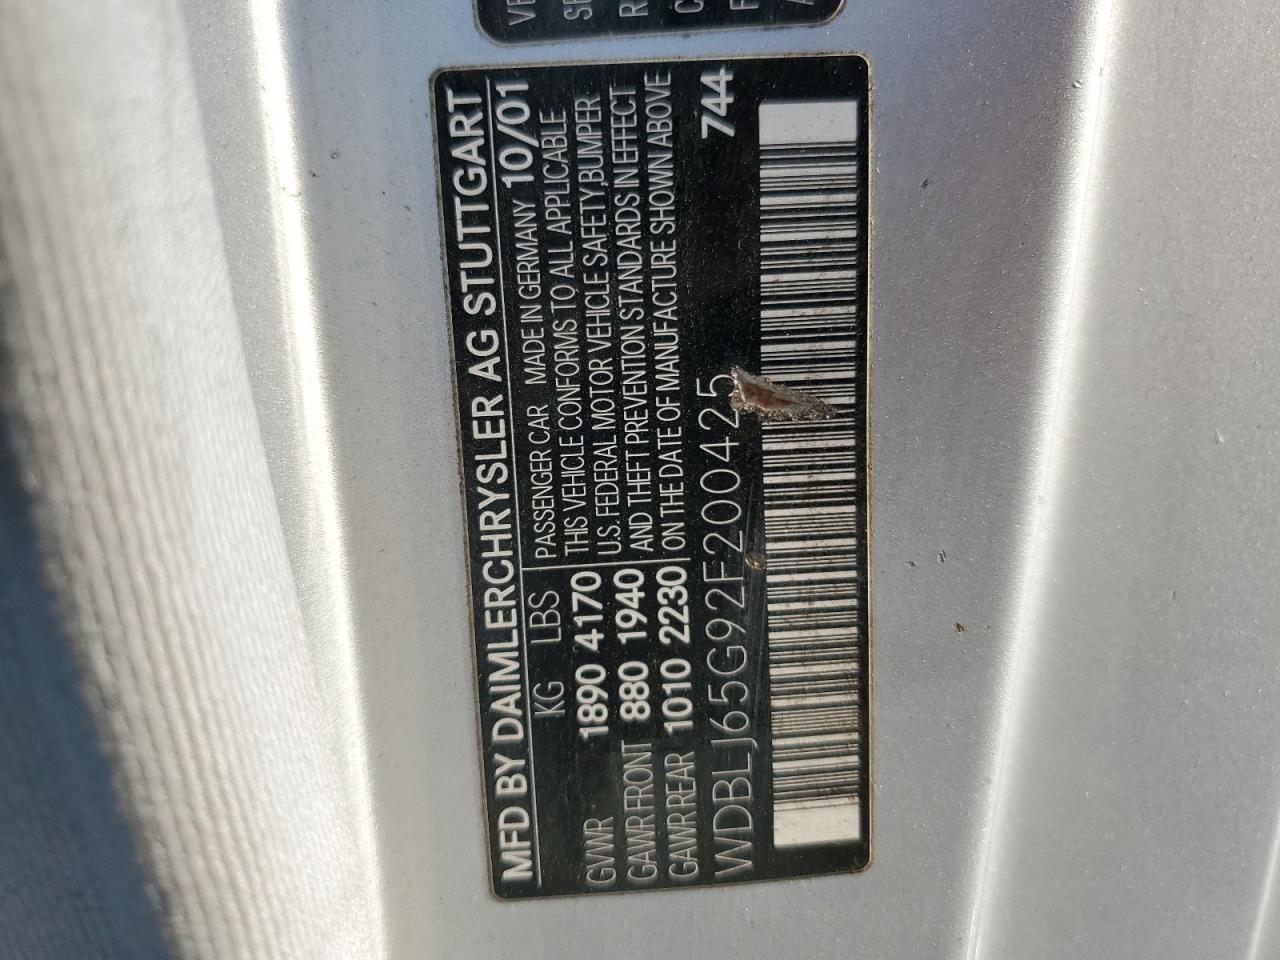 MFD BY DAIMLERCHRYSLER AG STUTTGART
KG LBS PASSENGER CAR MADE IN GERMANY 10/01
GVWR 1890 4170 THIS VEHICLE CONFORMS TO ALL APPLICABLE
U.S. FEDERAL MOTOR VEHICLE SAFETY, BUMPER
GAWR FRONT 880 1940 AND THEFT PREVENTION STANDARDS IN EFFECT
GAWR REAR 1010 2230 ON THE DATE OF MANUFACTURE SHOWN ABOVE
WDBLJ65G92F200425 744